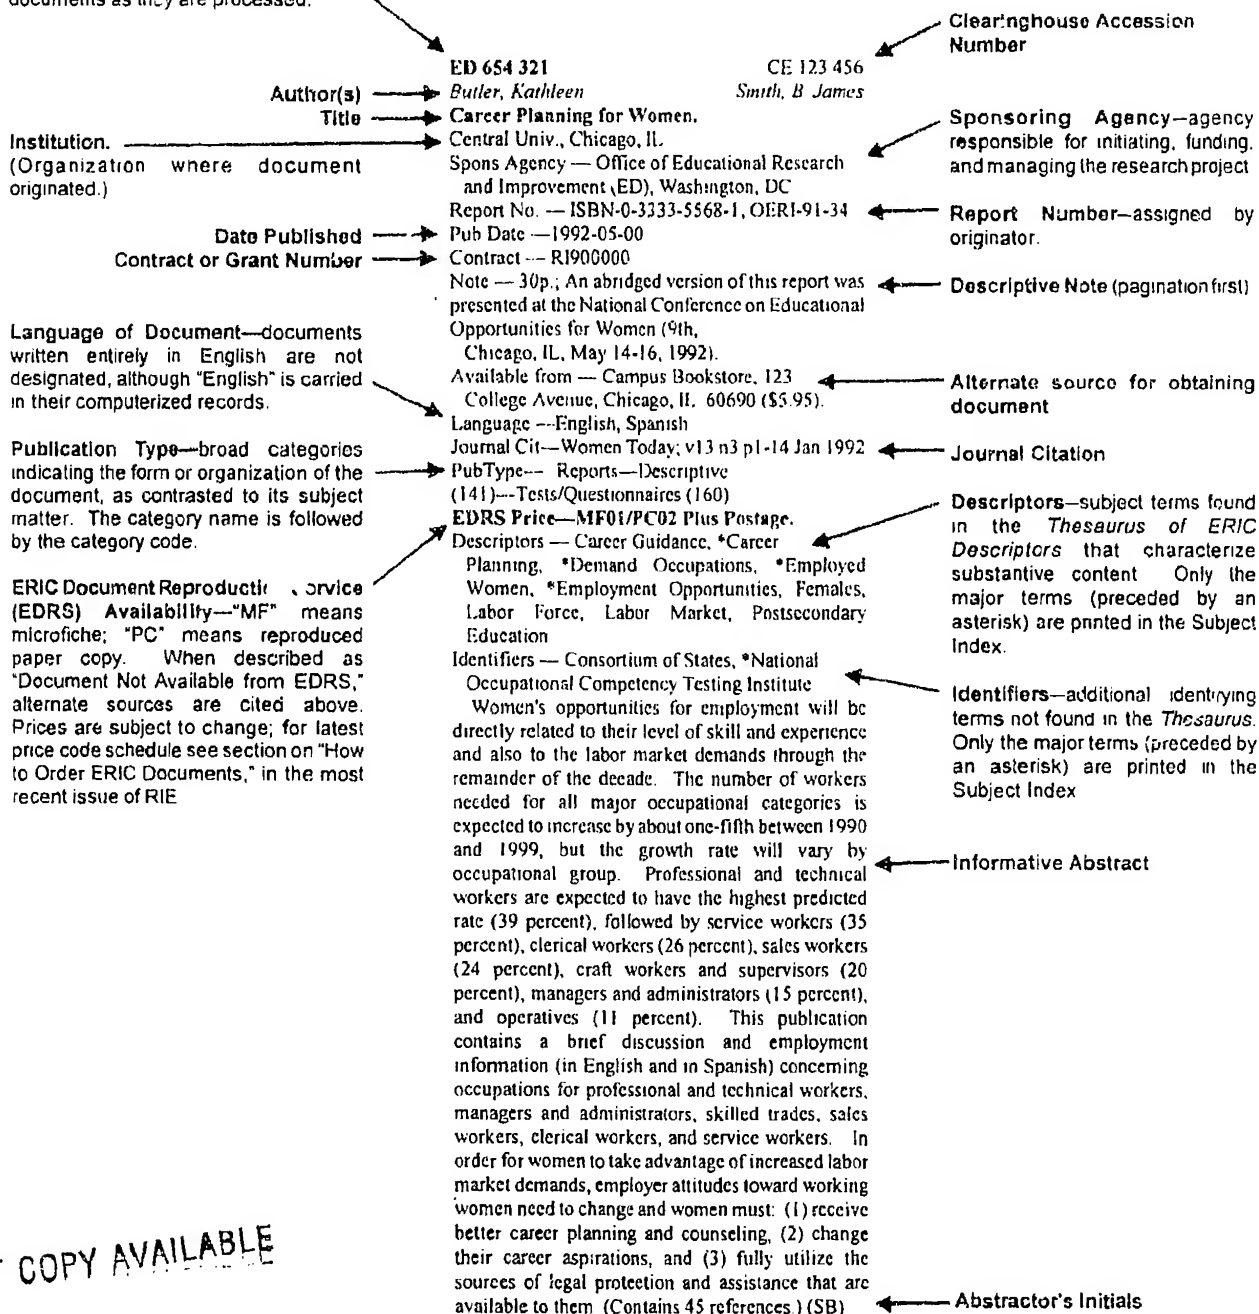 documents as they are processed.
Clearinghouse Accession
Number
ED 654 321 CE 123 456
Author(s) Butler, Kathleen Smith, B James
Title Career Planning for Women.
Institution. Central Univ., Chicago, IL.
(Organization where document
originated.)
Spons Agency — Office of Educational Research
and Improvement (ED), Washington, DC
Sponsoring Agency—agency
responsible for initiating, funding,
and managing the research project
Report No. — ISBN-0-3333-5568-1, OERI-91-34
Report Number—assigned by
originator.
Date Published Pub Date —1992-05-00
Contract or Grant Number Contract — RI900000
Note — 30p.; An abridged version of this report was
presented at the National Conference on Educational
Opportunities for Women (9th,
Chicago, IL, May 14-16, 1992).
Descriptive Note (pagination first)
Language of Document—documents
written entirely in English are not
designated, although "English" is carried
in their computerized records.
Available from — Campus Bookstore, 123
College Avenue, Chicago, IL 60690 ($5.95).
Alternate source for obtaining
document
Language —English, Spanish
Journal Cit—Women Today; v13 n3 p1-14 Jan 1992
Journal Citation
Publication Type—broad categories
indicating the form or organization of the
document, as contrasted to its subject
matter. The category name is followed
by the category code.
PubType— Reports—Descriptive
(141)—Tests/Questionnaires (160)
EDRS Price—MF01/PC02 Plus Postage.
Descriptors — Career Guidance, *Career
Planning, *Demand Occupations, *Employed
Women, *Employment Opportunities, Females,
Labor Force, Labor Market, Postsecondary
Education
Descriptors—subject terms found
in the Thesaurus of ERIC
Descriptors that characterize
substantive content Only the
major terms (preceded by an
asterisk) are printed in the Subject
Index.
ERIC Document Reproducti
(EDRS) Availability—"MF" means
microfiche; "PC" means reproduced
paper copy. When described as
"Document Not Available from EDRS,"
alternate sources are cited above.
Prices are subject to change; for latest
price code schedule see section on "How
to Order ERIC Documents," in the most
recent issue of RIE
Identifiers — Consortium of States, *National
Occupational Competency Testing Institute
Identifiers—additional identifying
terms not found in the Thesaurus.
Only the major terms (preceded by
an asterisk) are printed in the
Subject Index
Women's opportunities for employment will be
directly related to their level of skill and experience
and also to the labor market demands through the
remainder of the decade. The number of workers
needed for all major occupational categories is
expected to increase by about one-fifth between 1990
and 1999, but the growth rate will vary by
occupational group. Professional and technical
workers are expected to have the highest predicted
rate (39 percent), followed by service workers (35
percent), clerical workers (26 percent), sales workers
(24 percent), craft workers and supervisors (20
percent), managers and administrators (15 percent),
and operatives (11 percent). This publication
contains a brief discussion and employment
information (in English and in Spanish) concerning
occupations for professional and technical workers,
managers and administrators, skilled trades, sales
workers, clerical workers, and service workers. In
order for women to take advantage of increased labor
market demands, employer attitudes toward working
women need to change and women must: (1) receive
better career planning and counseling, (2) change
their career aspirations, and (3) fully utilize the
sources of legal protection and assistance that are
available to them (Contains 45 references.) (SB)
Informative Abstract
Abstractor's Initials
COPY AVAILABLE